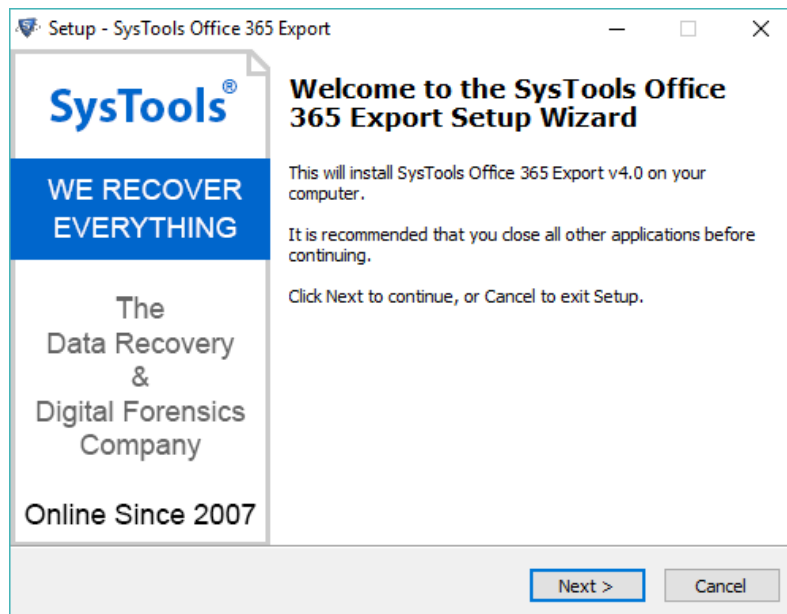 Setup - SysTools Office 365 Export
SysTools®
WE RECOVER
EVERYTHING
The
Data Recovery
&
Digital Forensics
Company
Online Since 2007
Welcome to the SysTools Office
365 Export Setup Wizard
This will install SysTools Office 365 Export v4.0 on your
computer.
It is recommended that you close all other applications before
continuing.
Click Next to continue, or Cancel to exit Setup.
Next >
Cancel